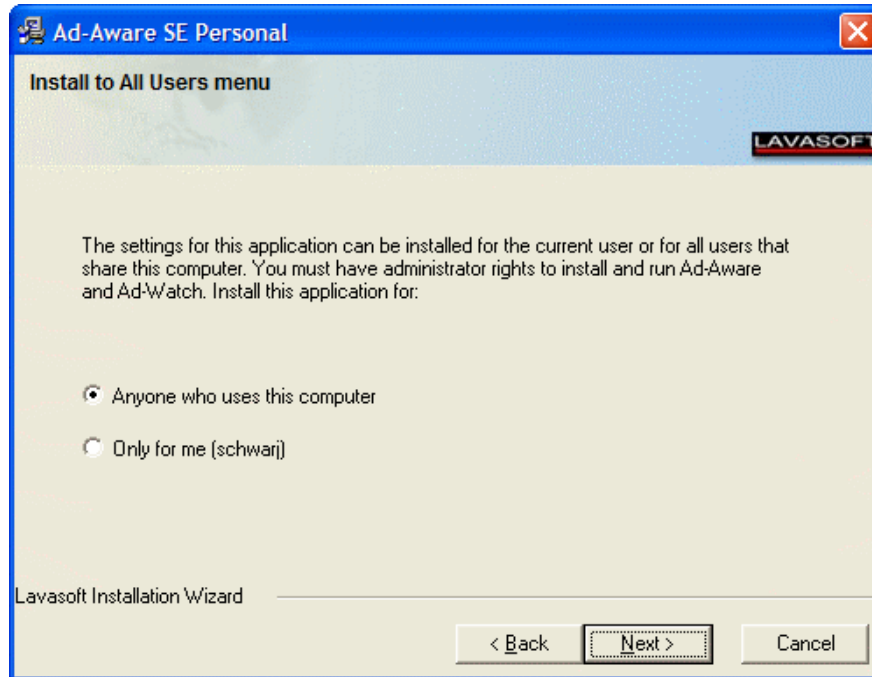 Ad-Aware SE Personal
Install to All Users menu
LAVASOFT
The settings for this application can be installed for the current user or for all users that
share this computer. You must have administrator rights to install and run Ad-Aware
and Ad-Watch. Install this application for:
Anyone who uses this computer
Only for me (schwarj)
Lavasoft Installation Wizard
< Back
Next >
Cancel